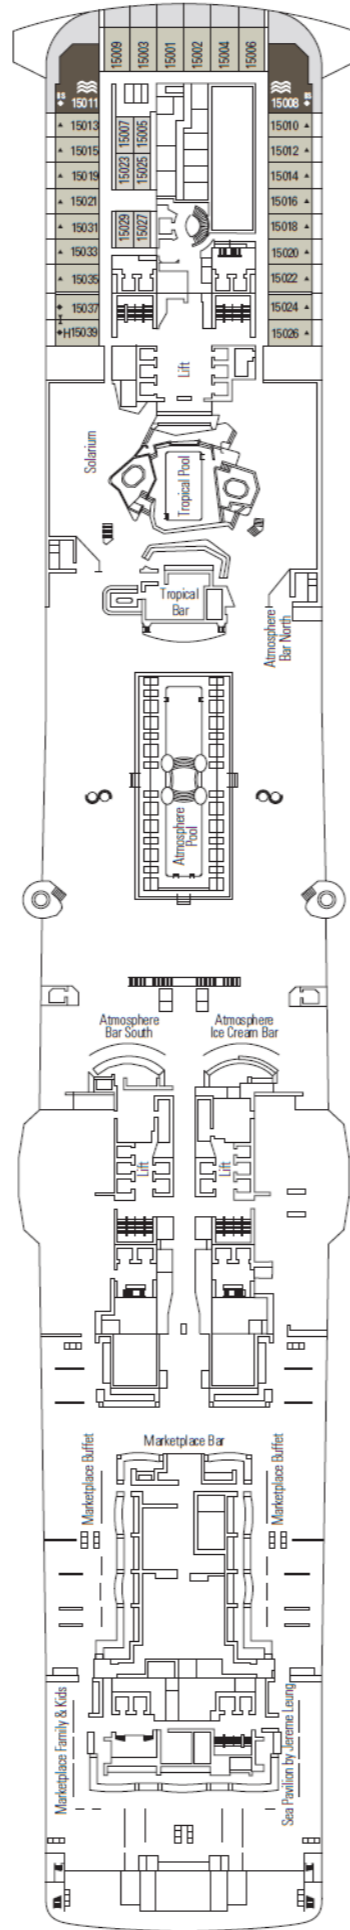 15009
15003
15001
15002
15004
15006
BS
15011
BS
15008
15013
15015
15019
15021
15031
15033
15035
15037
H15039
15007
15005
15023
15025
15029
15027
15010
15012
15014
15016
15018
15020
15022
15024
15026
Lift
Solarium
Tropical Pool
Tropical
Bar
Atmosphere
Bar North
Atmosphere
Pool
Atmosphere
Bar South
Atmosphere
Ice Cream Bar
Lift
Lift
Marketplace Bar
Marketplace Buffet
Marketplace Buffet
Marketplace Family & Kids
Sea Pavilion by Jereme Leung